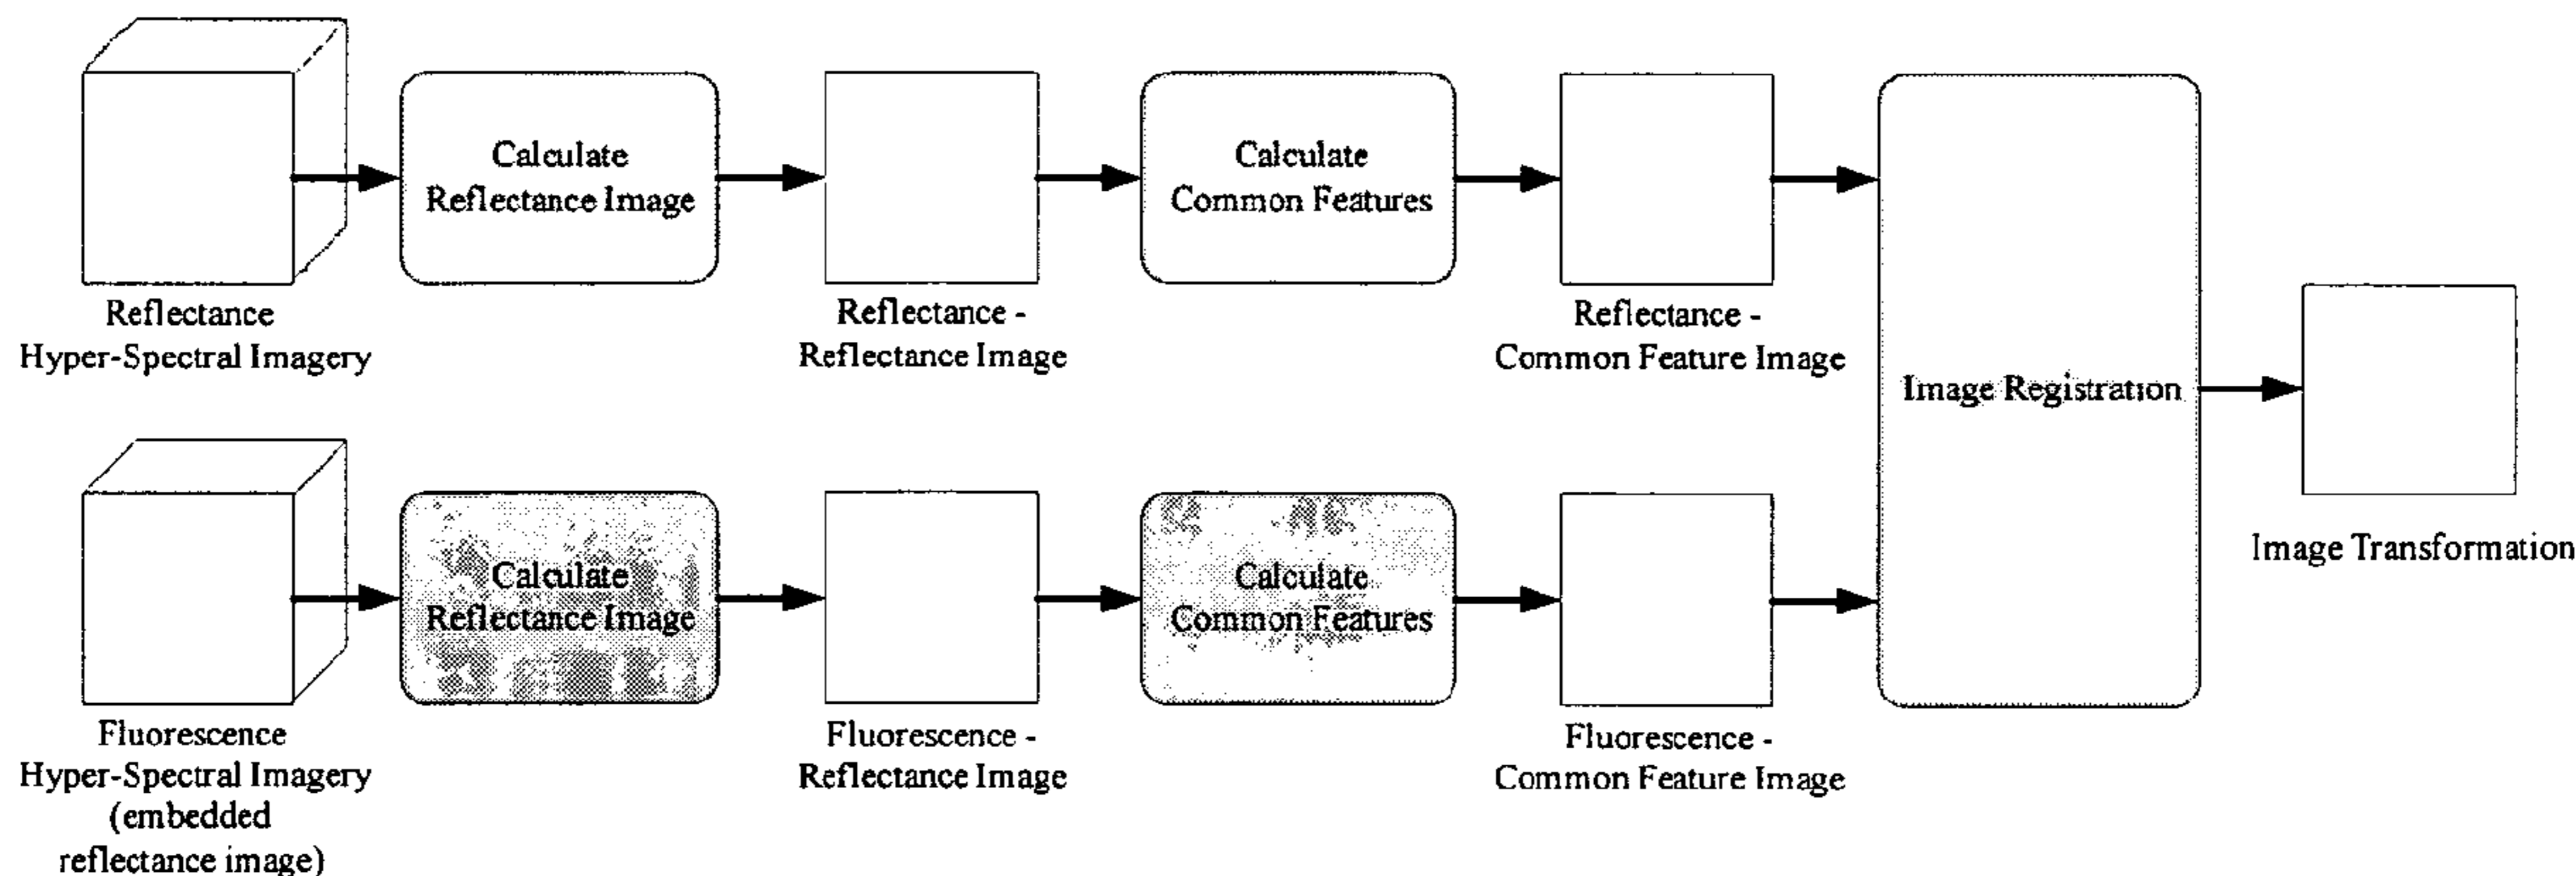 Calculate
Reflectance Image
Calculate
Common Features
Reflectance
Hyper-Spectral Imagery
Reflectance -
Reflectance Image
Reflectance -
Common Feature Image
Image Registration
Image Transformation
Calculate
Reflectance Image
Calculate
Common Features
Fluorescence
Hyper-Spectral Imagery
(embedded
reflectance image)
Fluorescence -
Reflectance Image
Fluorescence -
Common Feature Image